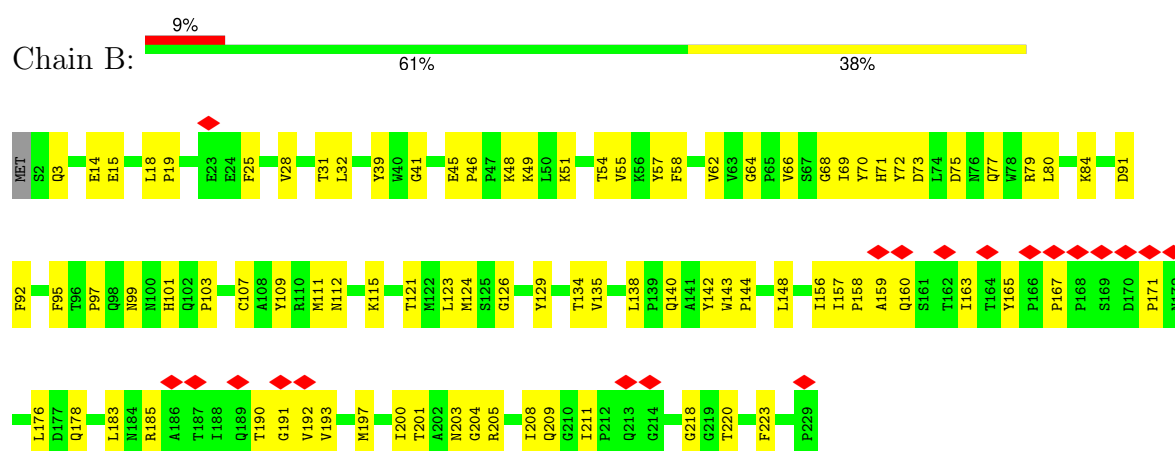 9%
Chain B:
61% 38%
MET S2 Q3 E14 E15 L18 P19 E23 E24 F25 V28 T31 L32 Y39 W40 G41 E45 P46 P47 K48 K49 L50 K51 T54 V55 K56 Y57 F58 V62 V63 G64 P65 V66 S67 G68 I69 Y70 H71 Y72 D73 L74 D75 N76 Q77 W78 R79 L80 K84 D91
F92 F95 T96 P97 Q98 N99 N100 H101 Q102 P103 C107 A108 Y109 R110 M111 N112 K115 T121 M122 L123 M124 S125 G126 Y129 T134 V135 L138 P139 Q140 A141 Y142 W143 P144 L148 I156 I157 P158 A159 Q160 S161 T162 I163 T164 Y165 P166 P167 P168 S169 D170 P171
L176 D177 Q178 L183 N184 R185 A186 T187 I188 Q189 T190 G191 V192 V193 M197 I200 T201 A202 N203 G204 R205 I208 Q209 G210 I211 P212 Q213 G214 G218 G219 T220 F223 P229